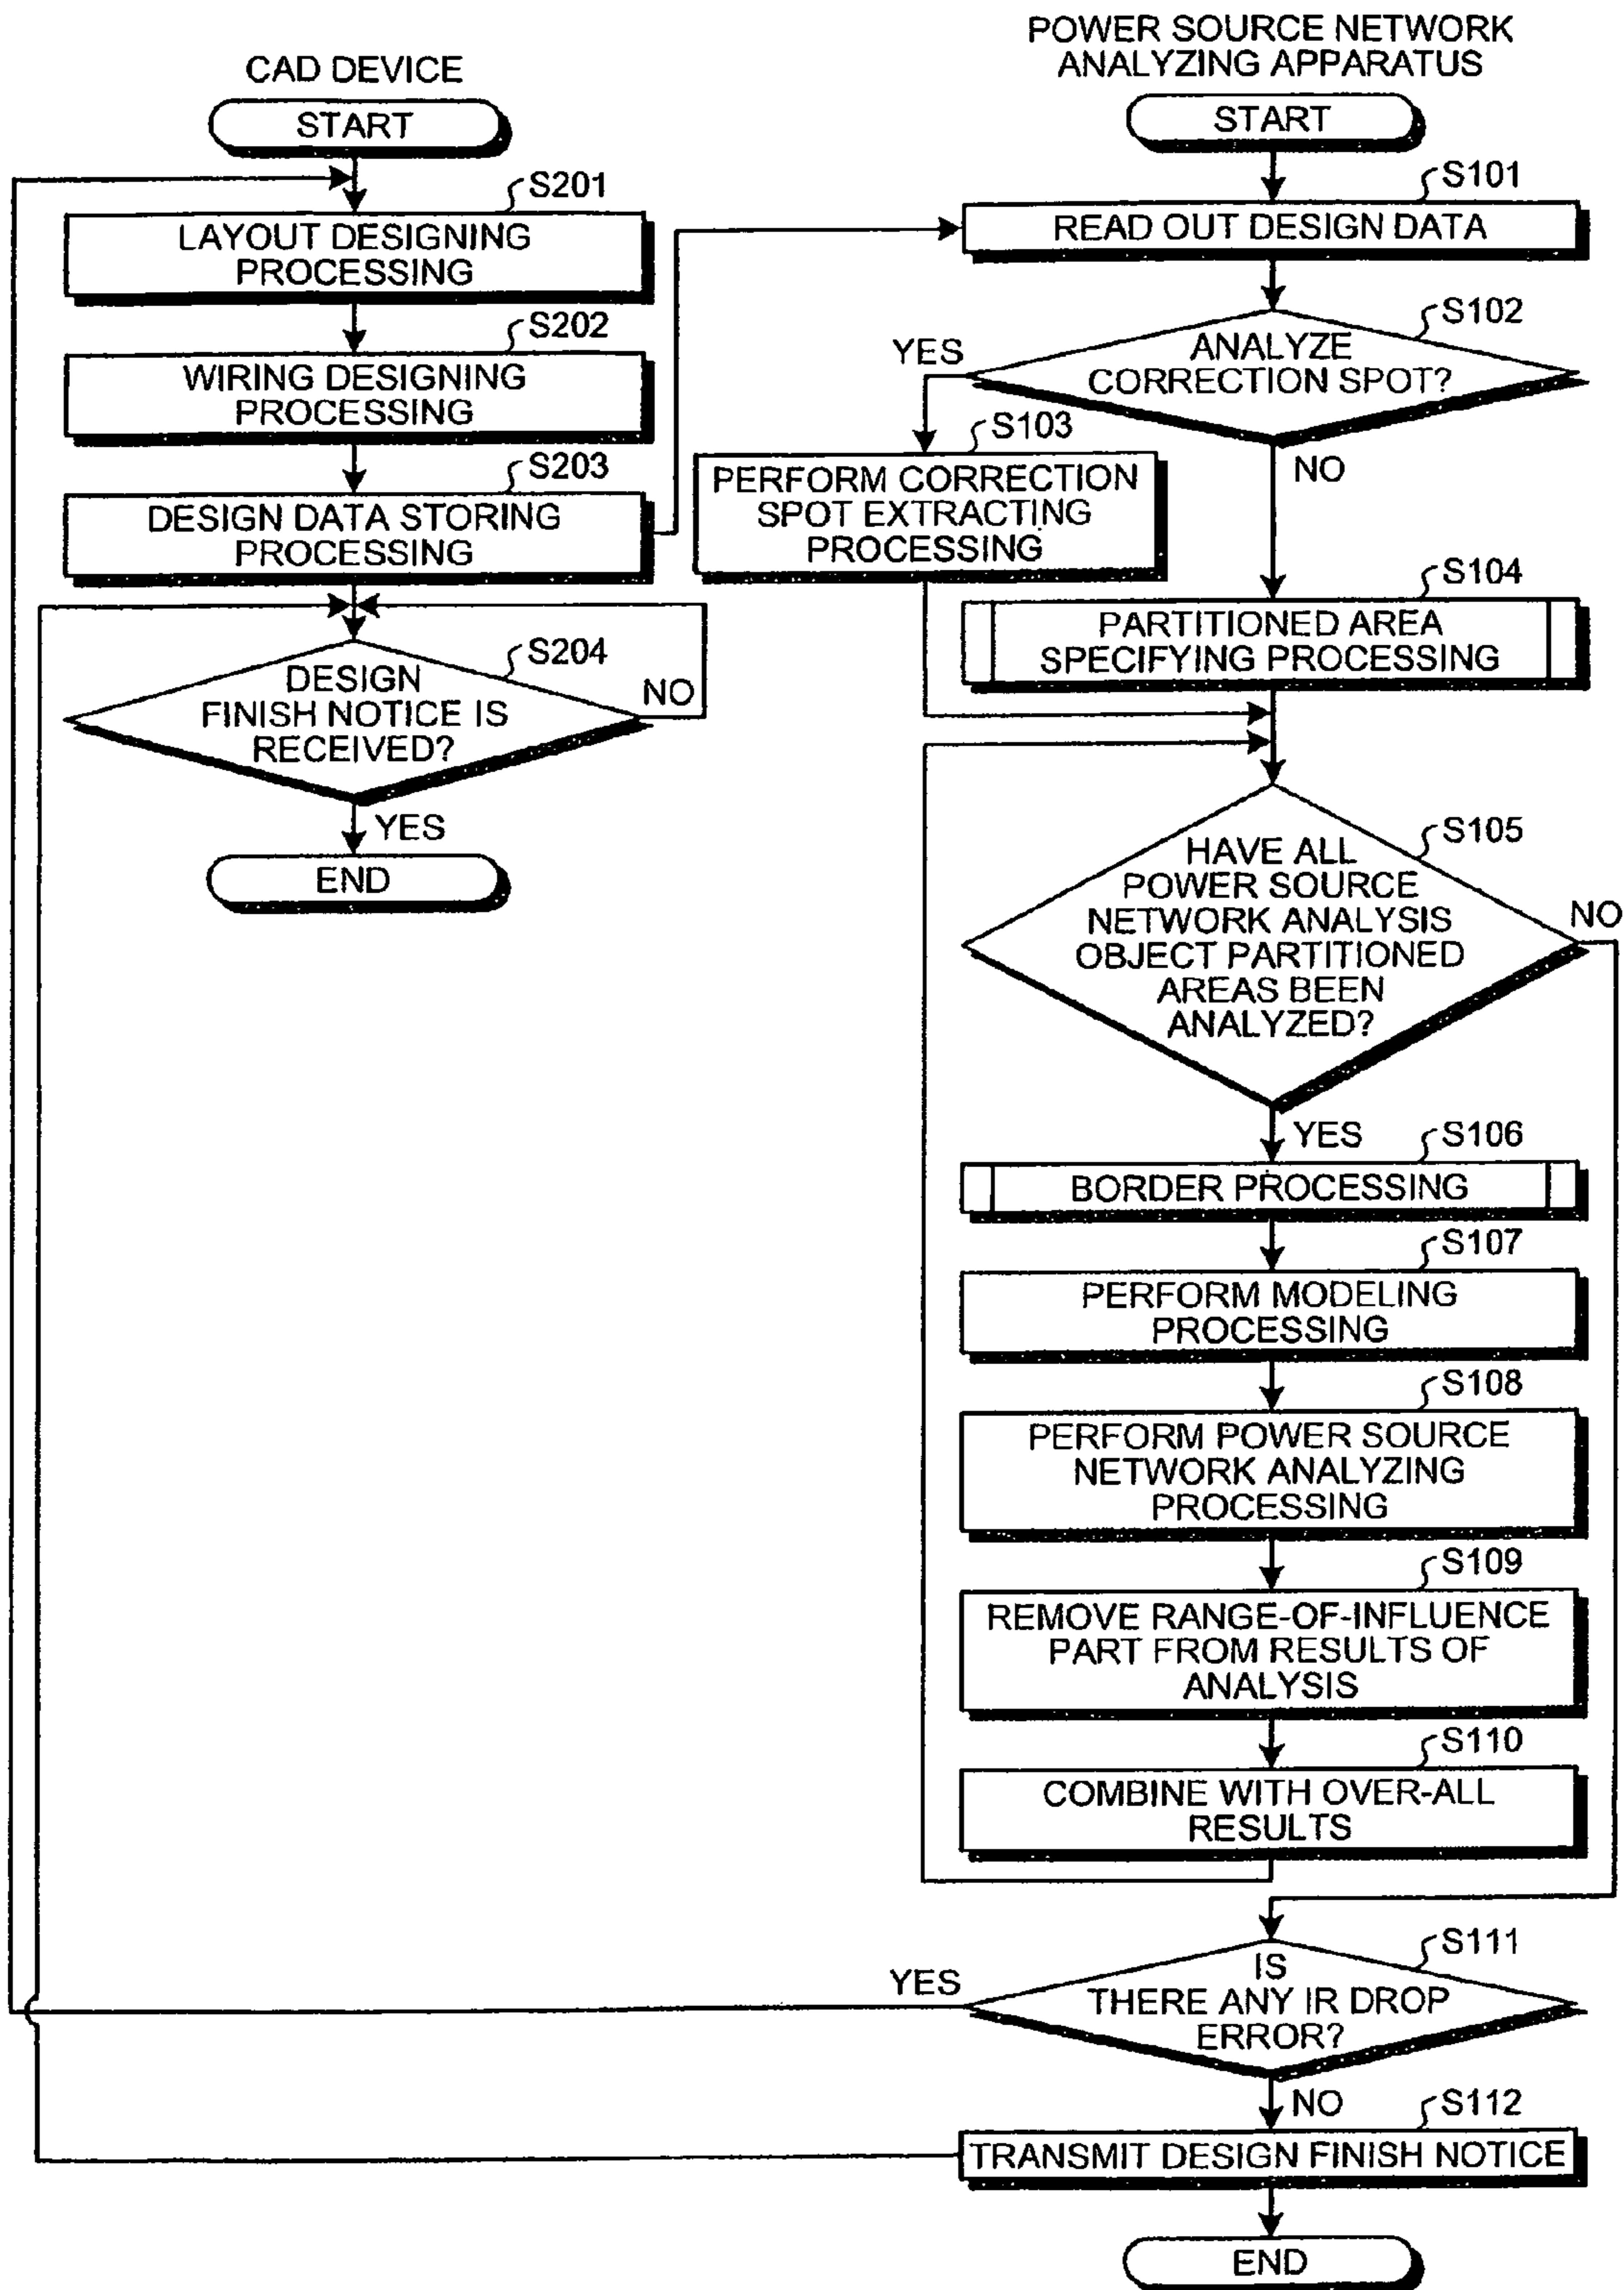 CAD DEVICE
START
S201
LAYOUT DESIGNING
PROCESSING
S202
WIRING DESIGNING
PROCESSING
S203
DESIGN DATA STORING
PROCESSING
S204
DESIGN
FINISH NOTICE IS
RECEIVED?
NO
YES
END
POWER SOURCE NETWORK
ANALYZING APPARATUS
START
S101
READ OUT DESIGN DATA
S102
ANALYZE
CORRECTION SPOT?
YES
NO
S103
PERFORM CORRECTION
SPOT EXTRACTING
PROCESSING
S104
PARTITIONED AREA
SPECIFYING PROCESSING
S105
HAVE ALL
POWER SOURCE
NETWORK ANALYSIS
OBJECT PARTITIONED
AREAS BEEN
ANALYZED?
NO
YES
S106
BORDER PROCESSING
S107
PERFORM MODELING
PROCESSING
S108
PERFORM POWER SOURCE
NETWORK ANALYZING
PROCESSING
S109
REMOVE RANGE-OF-INFLUENCE
PART FROM RESULTS OF
ANALYSIS
S110
COMBINE WITH OVER-ALL
RESULTS
S111
IS
THERE ANY IR DROP
ERROR?
YES
NO
S112
TRANSMIT DESIGN FINISH NOTICE
END